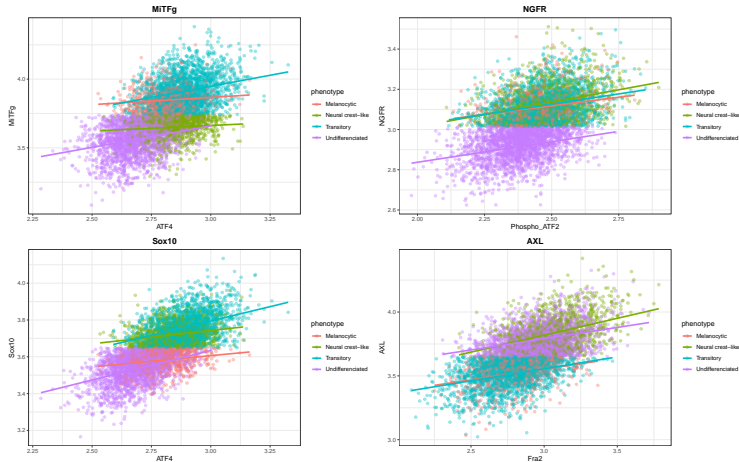 MiTFg
MiTFg
4.0
3.5
2.25
2.50
2.75
3.00
3.25
ATF4
phenotype
Melanocytic
Neural crest−like
Transitory
Undifferenciated
NGFR
NGFR
3.4
3.2
3.0
2.8
2.6
2.00
2.25
2.50
2.75
Phospho_ATF2
phenotype
Melanocytic
Neural crest−like
Transitory
Undifferenciated
Sox10
Sox10
4.0
3.8
3.6
3.4
3.2
2.25
2.50
2.75
3.00
3.25
ATF4
phenotype
Melanocytic
Neural crest−like
Transitory
Undifferenciated
AXL
AXL
4.0
3.5
3.0
2.5
3.0
3.5
Fra2
phenotype
Melanocytic
Neural crest−like
Transitory
Undifferenciated